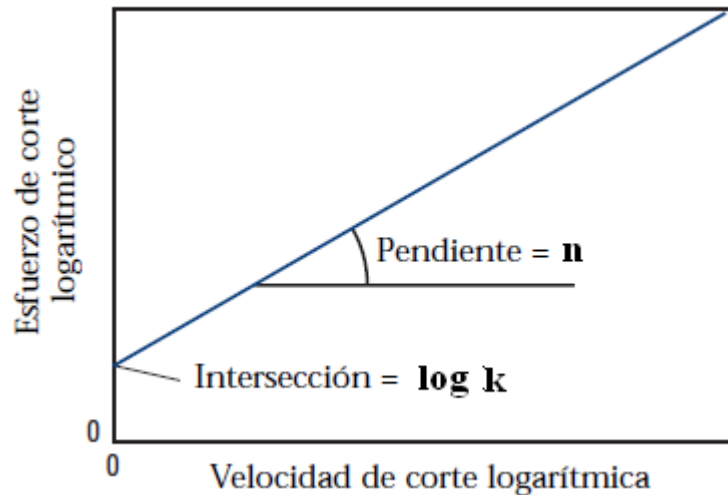 Esfuerzo de corte
logarítmico
Pendiente = n
Intersección = log k
0
0
Velocidad de corte logarítmica